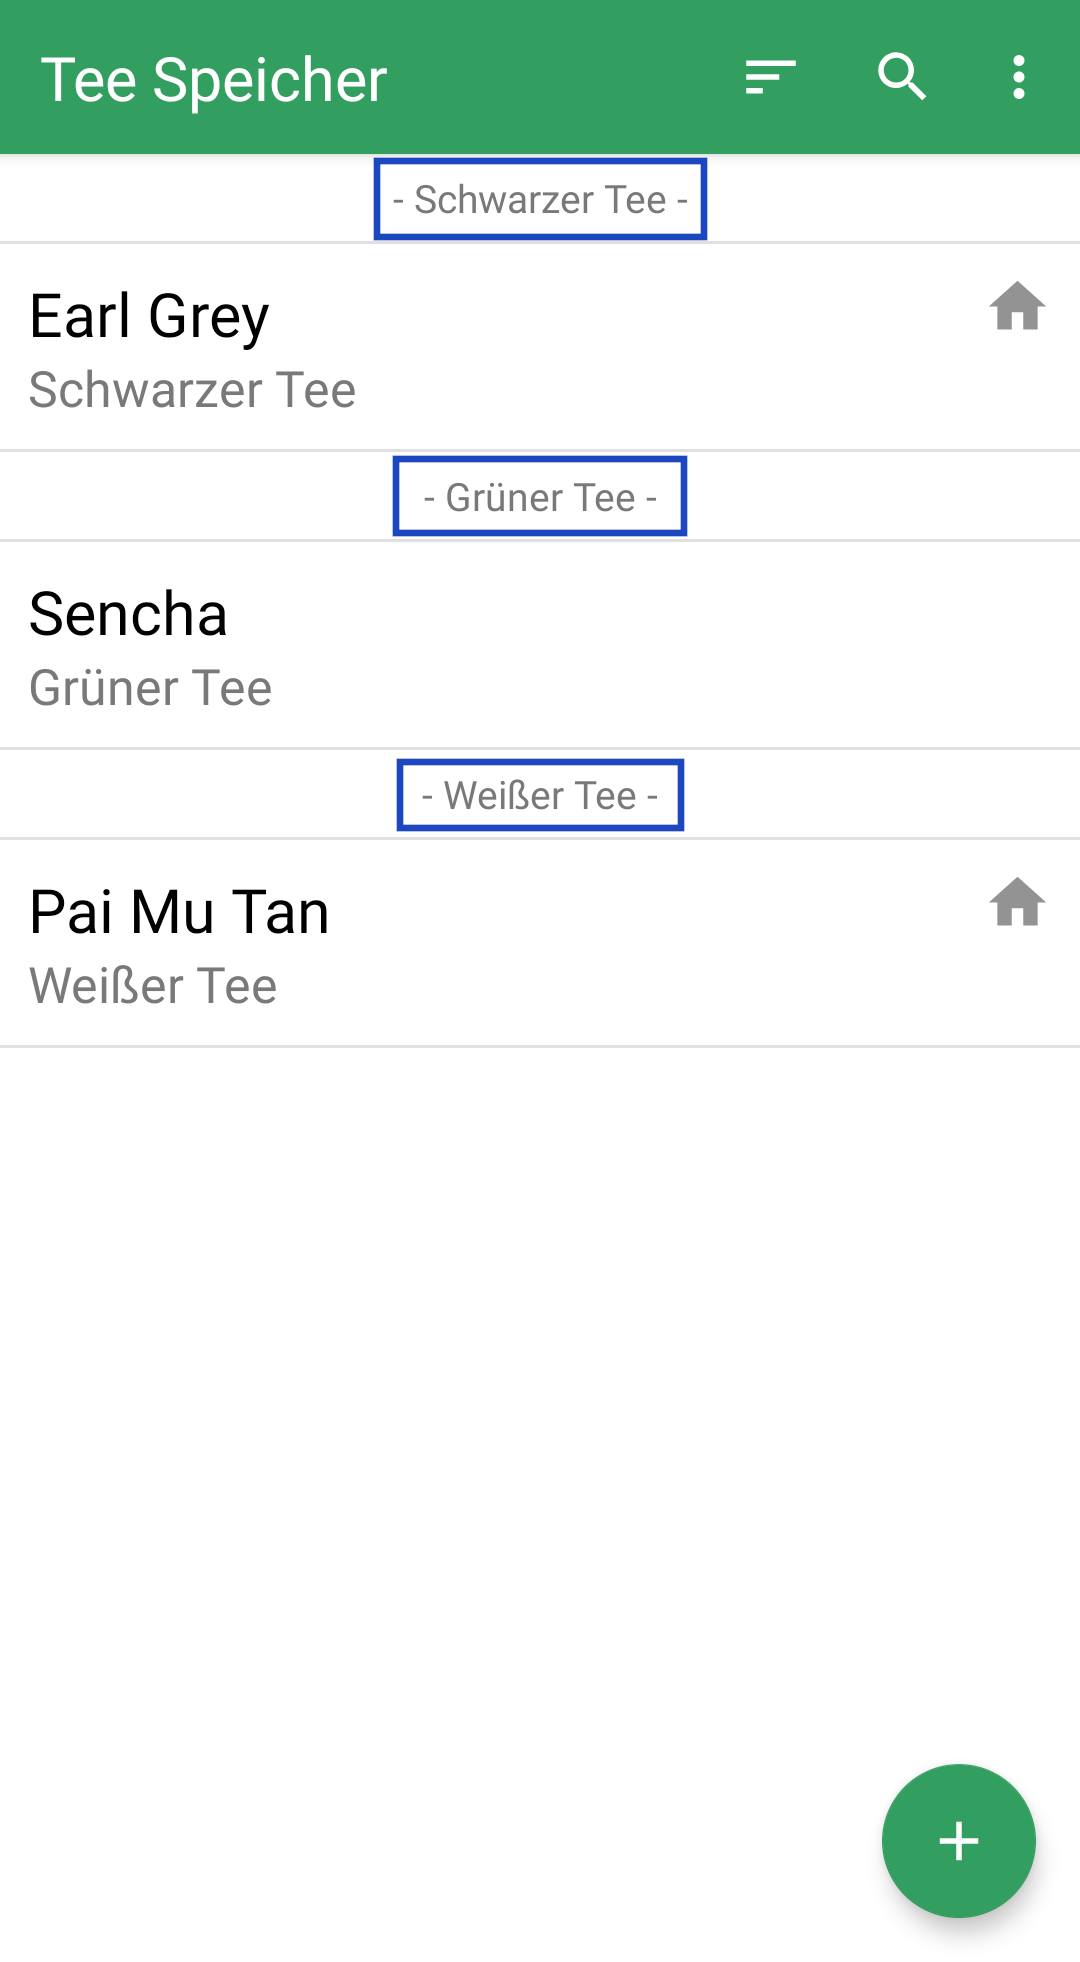 Tee Speicher
- Schwarzer Tee -
Earl Grey
Schwarzer Tee
- Grüner Tee -
Sencha
Grüner Tee
- Weißer Tee -
Pai Mu Tan
Weißer Tee